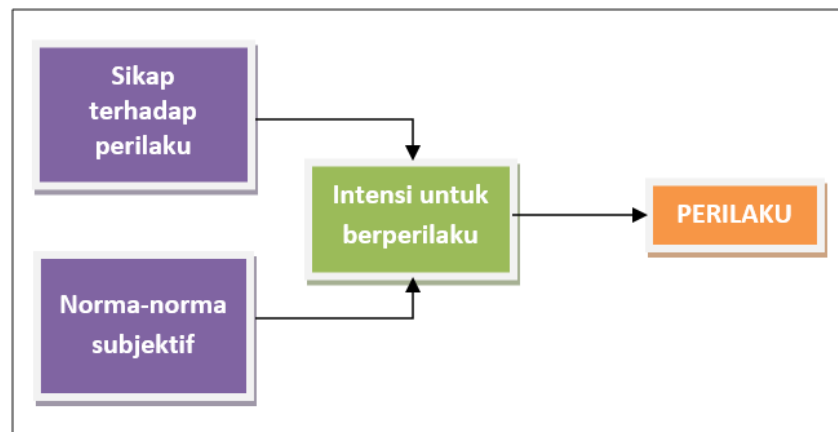 Sikap
terhadap
perilaku
Norma-norma
subjektif
Intensi untuk
berperilaku
PERILAKU